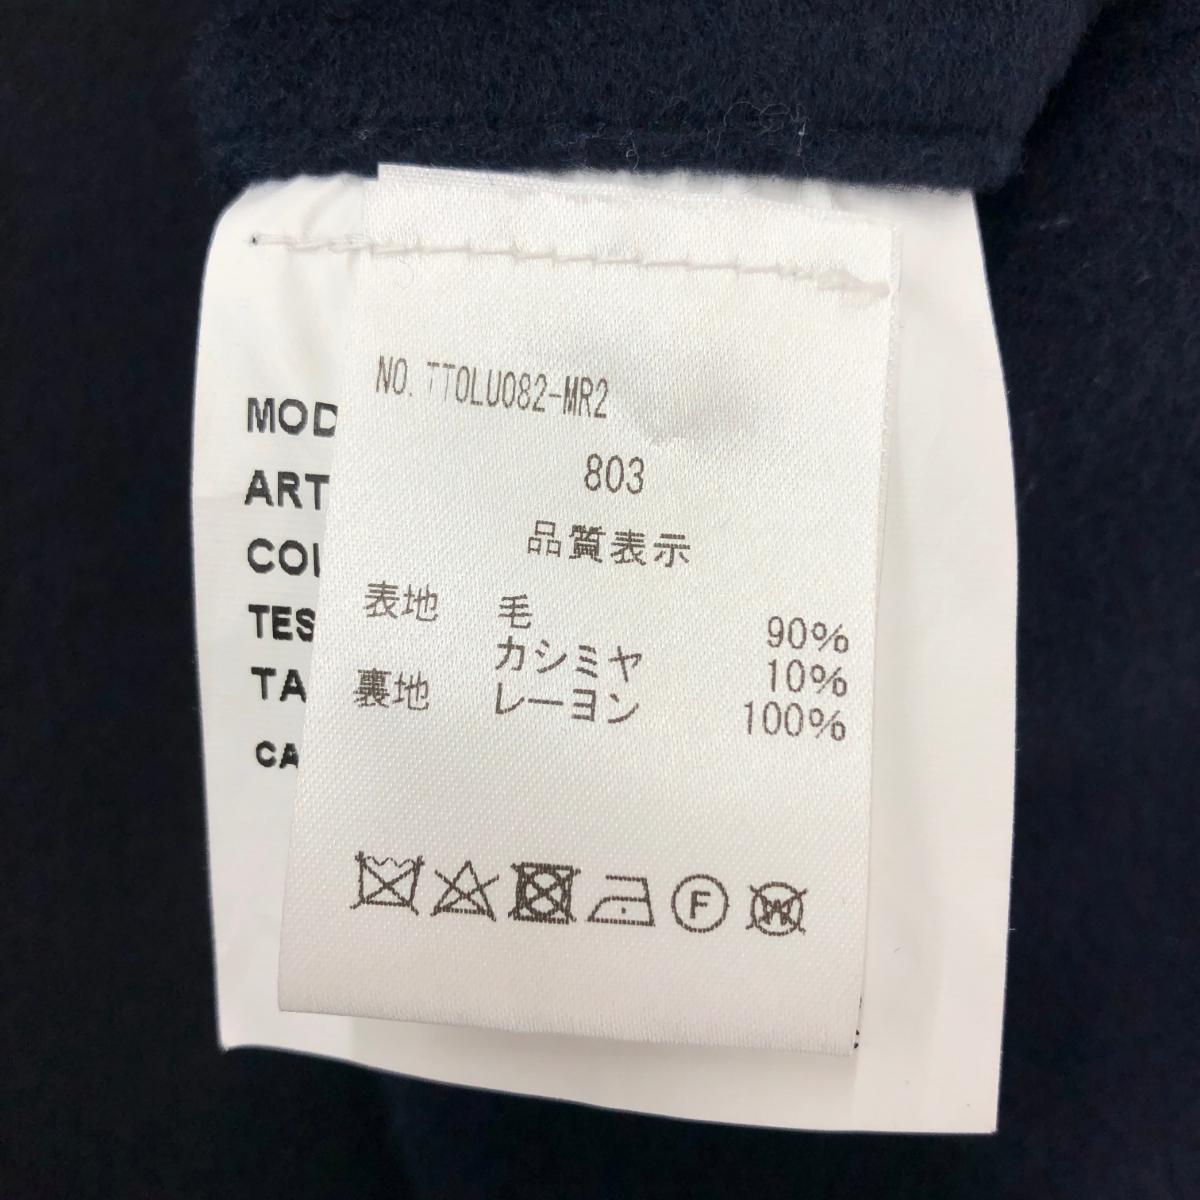 NO. TTOLU082-MR2
803
品質表示
表地 毛 90%
カシミヤ 10%
裏地 レーヨン 100%
F
W
MOD
ART
COL
TES
TA
CA